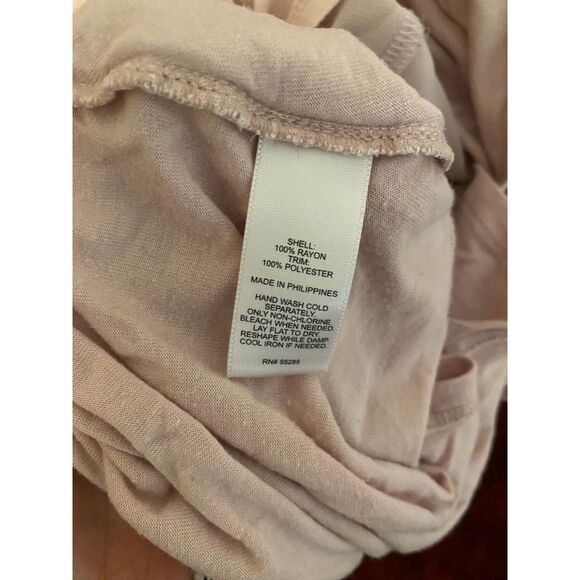 SHELL:
100% RAYON
TRIM:
100% POLYESTER
MADE IN PHILIPPINES
HAND WASH COLD
SEPARATELY.
ONLY NON-CHLORINE
BLEACH WHEN NEEDED.
LAY FLAT TO DRY.
RESHAPE WHILE DAMP.
COOL IRON IF NEEDED.
RN# 55285